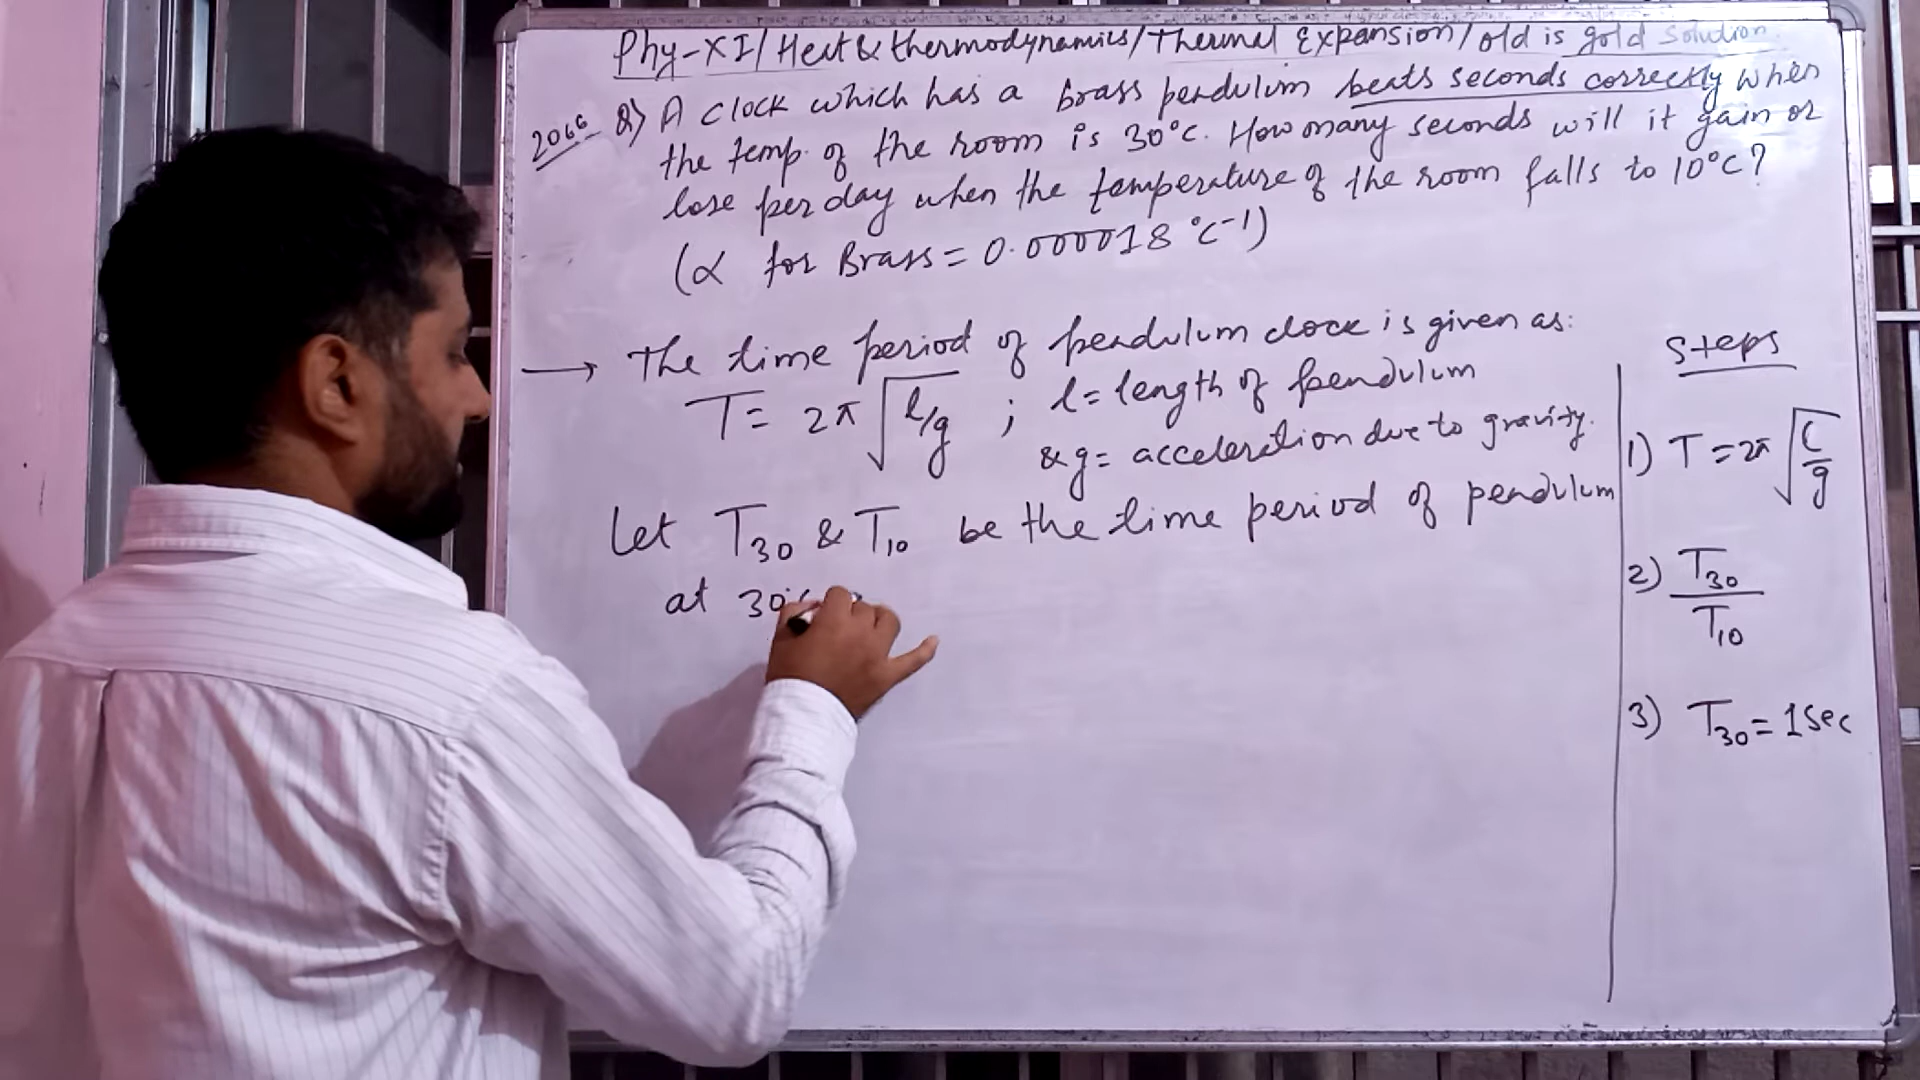 Phy-XI/Heat & thermodynamics/Thermal Expansion/old is gold solution.
2066 Q) A clock which has a brass pendulum beats seconds correctly when
the temp. of the room is 30°C. How many seconds will it gain or
lose per day when the temperature of the room falls to 10°C?
(α for Brass = 0.000018 °C-1)
→ The time period of pendulum clock is given as:
T = 2π √l/g ; l = length of pendulum
& g = acceleration due to gravity.
Let T30 & T10 be the time period of pendulum
at 30°C
Steps
1) T = 2π √l/g
2) T30/T10
3) T30 = 1 sec